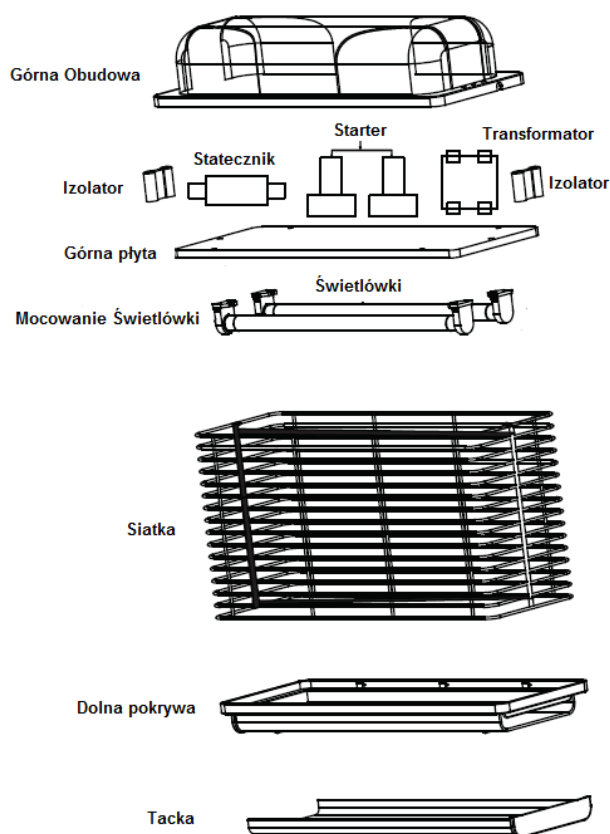 Górna Obudowa
Starter
Transformator
Statecznik
Izolator
Izolator
Górna płyta
Świetlówki
Mocowanie Świetlówki
Siatka
Dolna pokrywa
Tacka